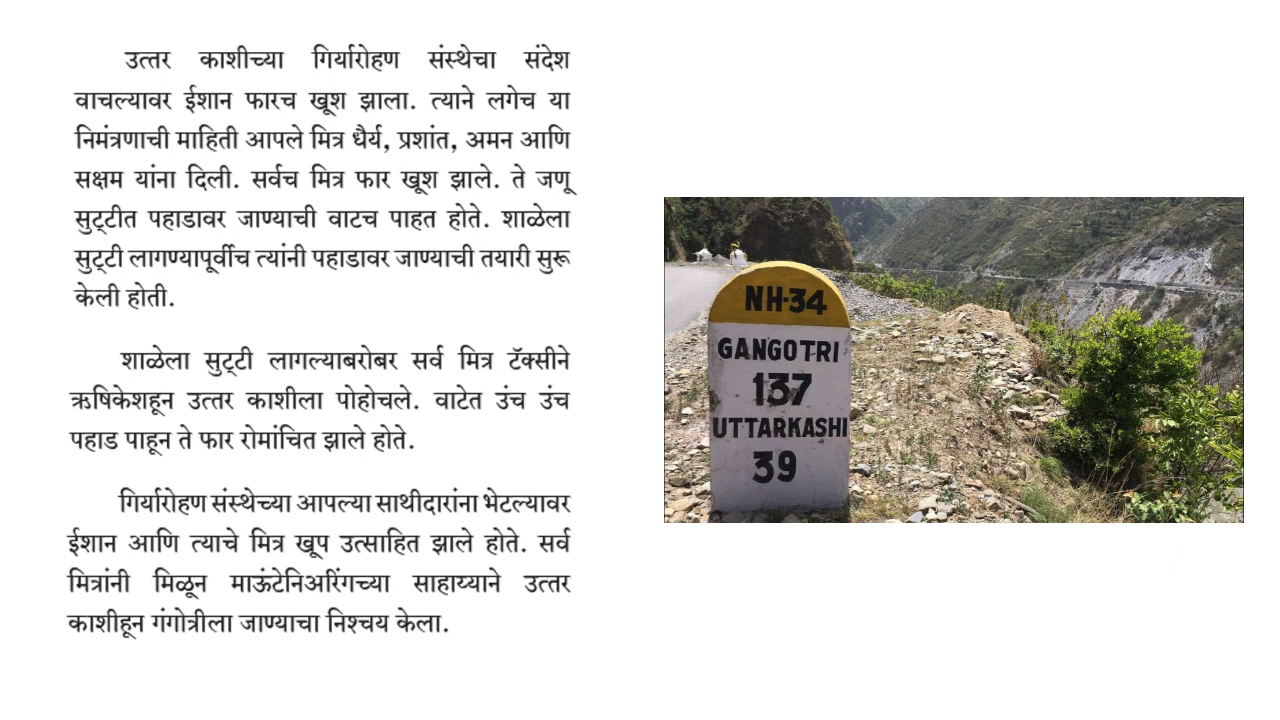 उत्तर काशीच्या गिर्यारोहण संस्थेचा संदेश
वाचल्यावर ईशान फारच खूश झाला. त्याने लगेच या
निमंत्रणाची माहिती आपले मित्र धैर्य, प्रशांत, अमन आणि
सक्षम यांना दिली. सर्वच मित्र फार खूश झाले. ते जणू
सुट्टीत पहाडावर जाण्याची वाटच पाहत होते. शाळेला
सुट्टी लागण्यापूर्वीच त्यांनी पहाडावर जाण्याची तयारी सुरू
केली होती.
शाळेला सुट्टी लागल्याबरोबर सर्व मित्र टॅक्सीने
ऋषिकेशहून उत्तर काशीला पोहोचले. वाटेत उंच उंच
पहाड पाहून ते फार रोमांचित झाले होते.
गिर्यारोहण संस्थेच्या आपल्या साथीदारांना भेटल्यावर
ईशान आणि त्याचे मित्र खूप उत्साहित झाले होते. सर्व
मित्रांनी मिळून माऊंटेनिअरिंगच्या साहाय्याने उत्तर
काशीहून गंगोत्रीला जाण्याचा निश्चय केला.
NH-34
GANGOTRI
137
UTTARKASHI
39